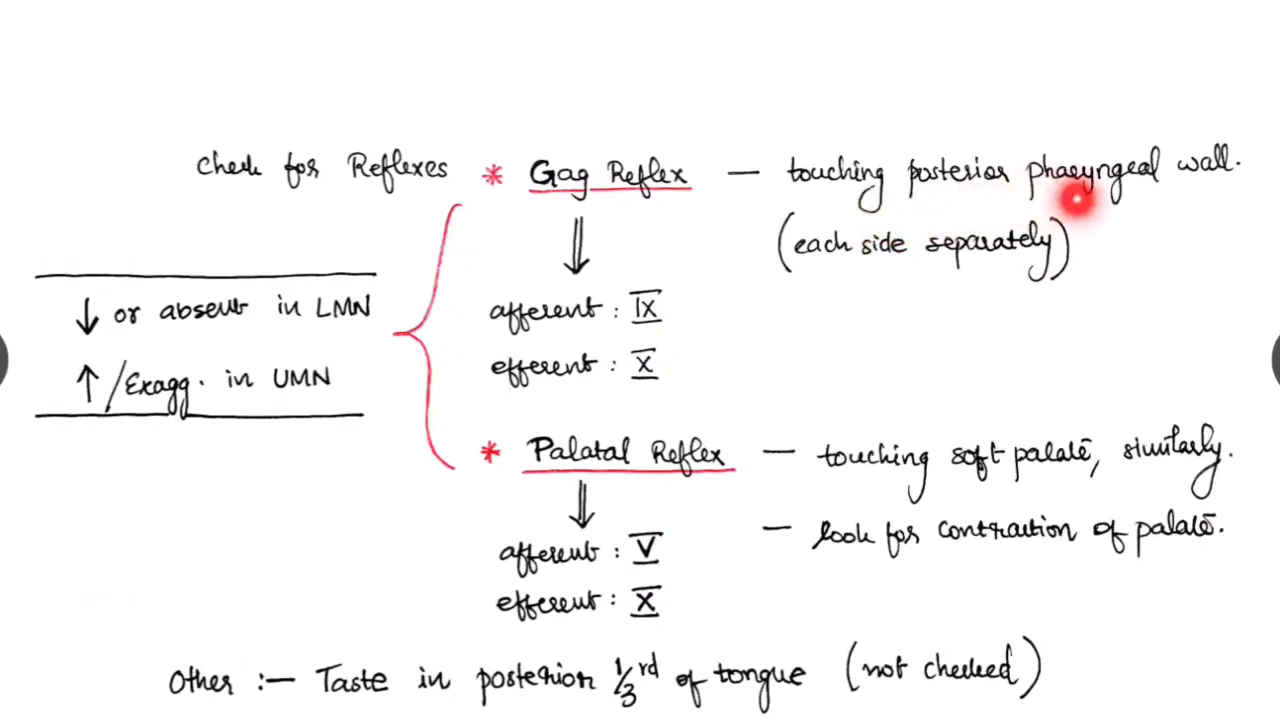 Check for Reflexes * Gag Reflex — touching posterior pharyngeal wall.
(each side separately)
↓ or absent in LMN
↑/Exagg. in UMN
⇓
afferent : IX
efferent : X
* Palatal Reflex — touching soft palate, similarly.
— look for contraction of palate.
⇓
afferent : V
efferent : X
Other :— Taste in posterior 1/3rd of tongue (not checked)